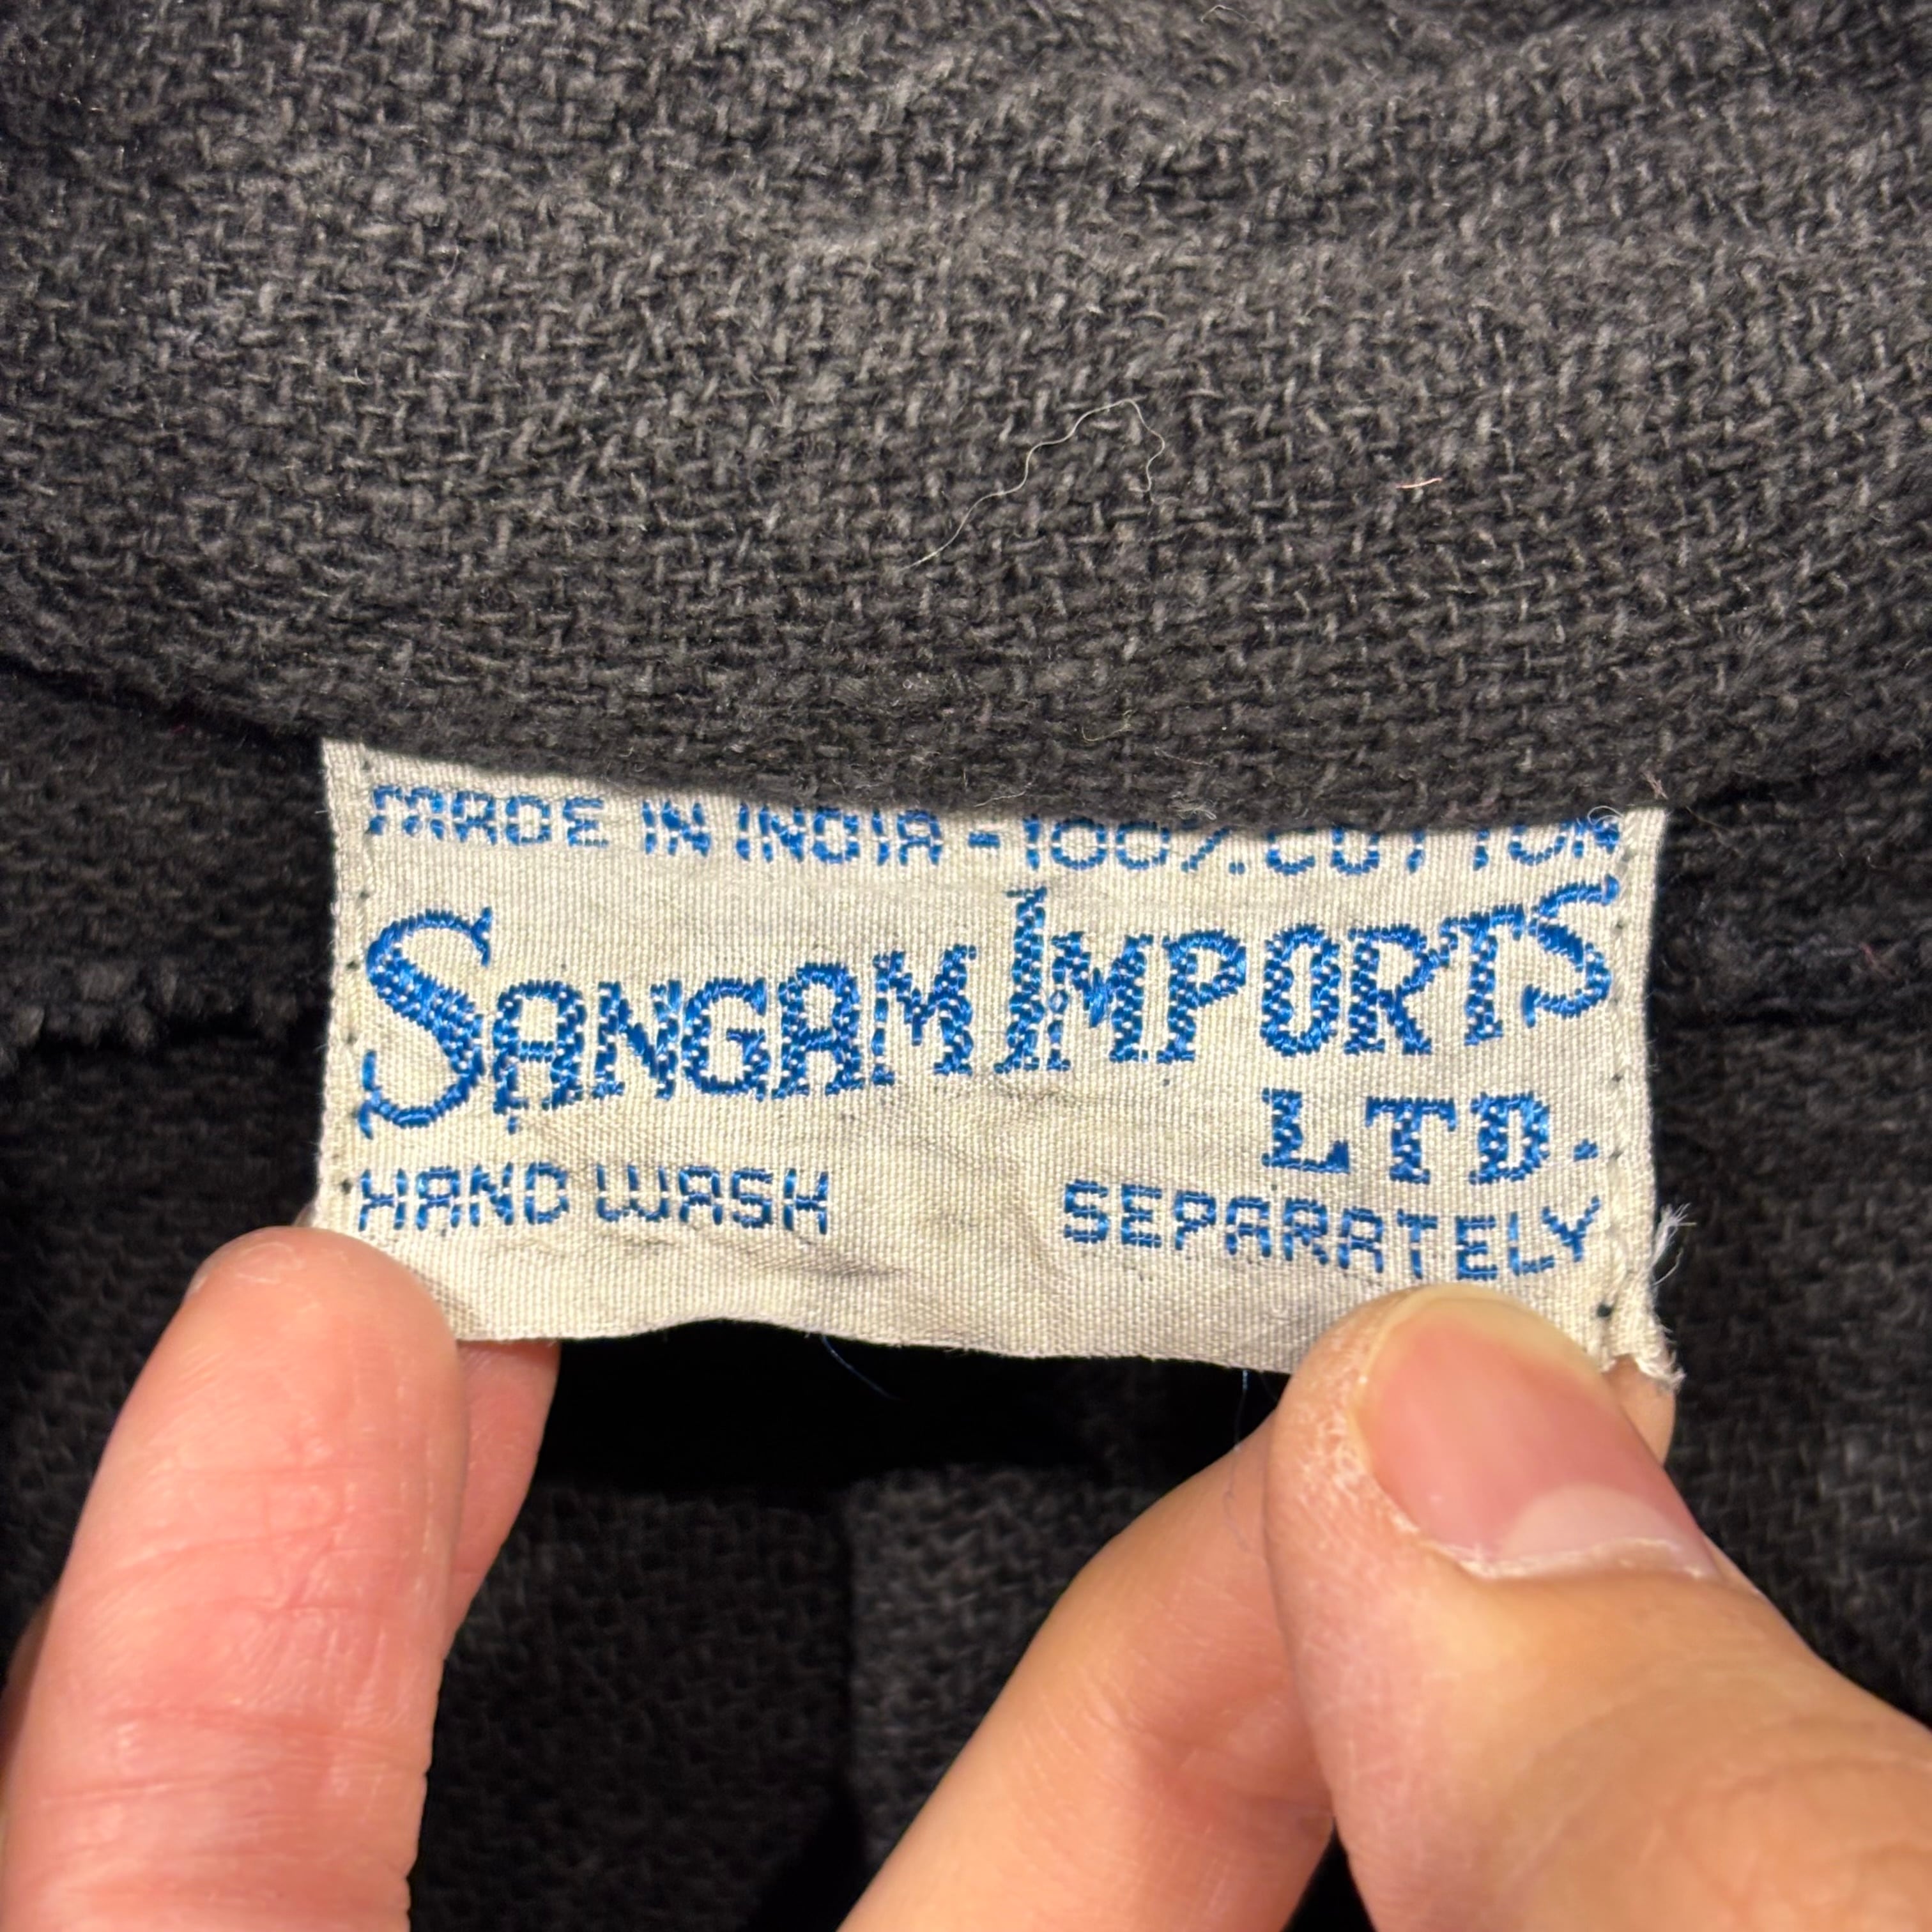 MADE IN INDIA - 100%. COTTON
SANGAM IMPORTS
LTD.
HAND WASH SEPARATELY